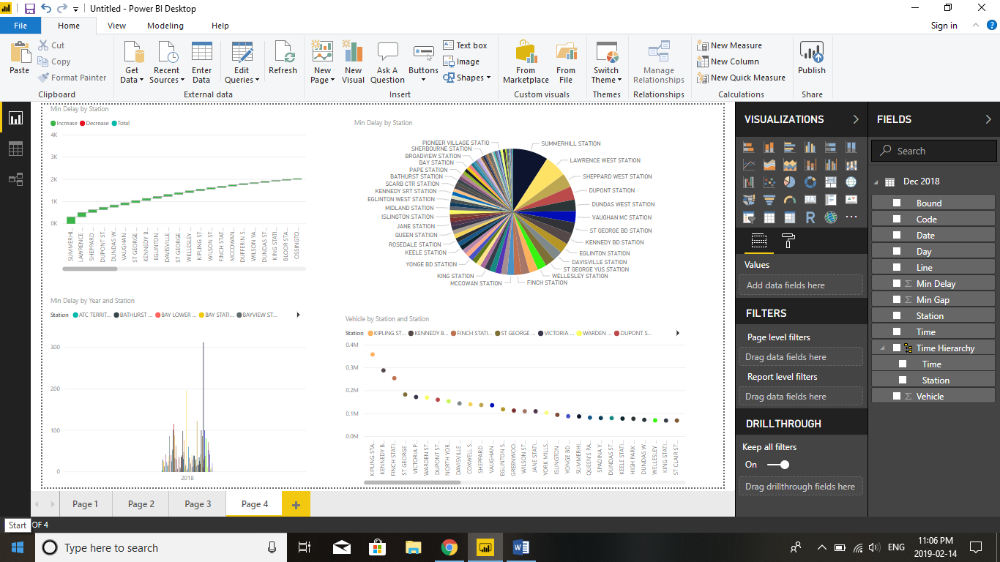 Untitled - Power BI Desktop
File Home View Modeling Help Sign in
Paste
Cut
Copy
Format Painter
Clipboard
Get Data
Recent Sources
Enter Data
Edit Queries
Refresh
External data
New Page
New Visual
Ask A Question
Buttons
Text box
Image
Shapes
Insert
From Marketplace
From File
Custom visuals
Switch Theme
Themes
Manage Relationships
Relationships
New Measure
New Column
New Quick Measure
Calculations
Publish
Share
Min Delay by Station
Increase Decrease Total
4K
3K
2K
1K
0K
SUMMERHI...
LAWRENCE...
SHEPPARD...
DUPONT ST...
DUNDAS W...
VAUGHAN ...
ST GEORGE ...
KENNEDY B...
EGLINTON ...
DAVISVILLE ...
ST GEORGE ...
WELLESLEY ...
KIPLING ST...
WILSON ST...
FINCH STAT...
MCCOWAN...
DUFFERIN S...
WILSON VA...
DUNDAS ST...
KING STATI...
BLOOR STA...
OSSINGTO...
Min Delay by Station
PIONEER VILLAGE STATIO
SHERBOURNE STATION
BROADVIEW STATION
BAY STATION
PAPE STATION
BATHURST STATION
SCARB CTR STATION
KENNEDY SRT STATION
EGLINTON WEST STATION
MIDLAND STATION
ISLINGTON STATION
JANE STATION
QUEEN STATION
ROSEDALE STATION
KEELE STATION
YONGE BD STATION
KING STATION
MCCOWAN STATION
SUMMERHILL STATION
LAWRENCE WEST STATION
SHEPPARD WEST STATION
DUPONT STATION
DUNDAS WEST STATION
VAUGHAN MC STATION
ST GEORGE BD STATION
KENNEDY BD STATION
EGLINTON STATION
DAVISVILLE STATION
ST GEORGE YUS STATION
WELLESLEY STATION
FINCH STATION
Min Delay by Year and Station
Station ATC TERRIT... BATHURST ... BAY LOWER ... BAY STATI... BAYVIEW ST...
300
200
100
0
2018
Vehicle by Station and Station
Station KIPLING ST... KENNEDY B... FINCH STATI... ST GEORGE ... VICTORIA ... WARDEN ... DUPONT S...
0.4M
0.3M
0.2M
0.1M
0.0M
KIPLING STA...
KENNEDY B...
FINCH STATI...
ST GEORGE ...
VICTORIA P...
WARDEN ST...
DUPONT ST...
NORTH YOR...
DAVISVILLE ...
COXWELL S...
SHEPPARD ...
VAUGHAN ...
EGLINTON S...
GREENWOO...
WILSON ST...
JANE STATI...
YORK MILLS...
ISLINGTON ...
YONGE BD ...
SUMMERHI...
QUEEN'S PA...
SPADINA Y...
DUNDAS ST...
KEELE STATI...
HIGH PARK ...
DUNDAS W...
WELLESLEY ...
KING STATI...
ST CLAIR ST...
VISUALIZATIONS
R
Values
Add data fields here
FILTERS
Page level filters
Drag data fields here
Report level filters
Drag data fields here
DRILLTHROUGH
Keep all filters
On
Drag drillthrough fields here
FIELDS
Search
Dec 2018
Bound
Code
Date
Day
Line
Min Delay
Min Gap
Station
Time
Time Hierarchy
Time
Station
Vehicle
Page 1 Page 2 Page 3 Page 4
Start OF 4
Type here to search
ENG
11:06 PM
2019-02-14